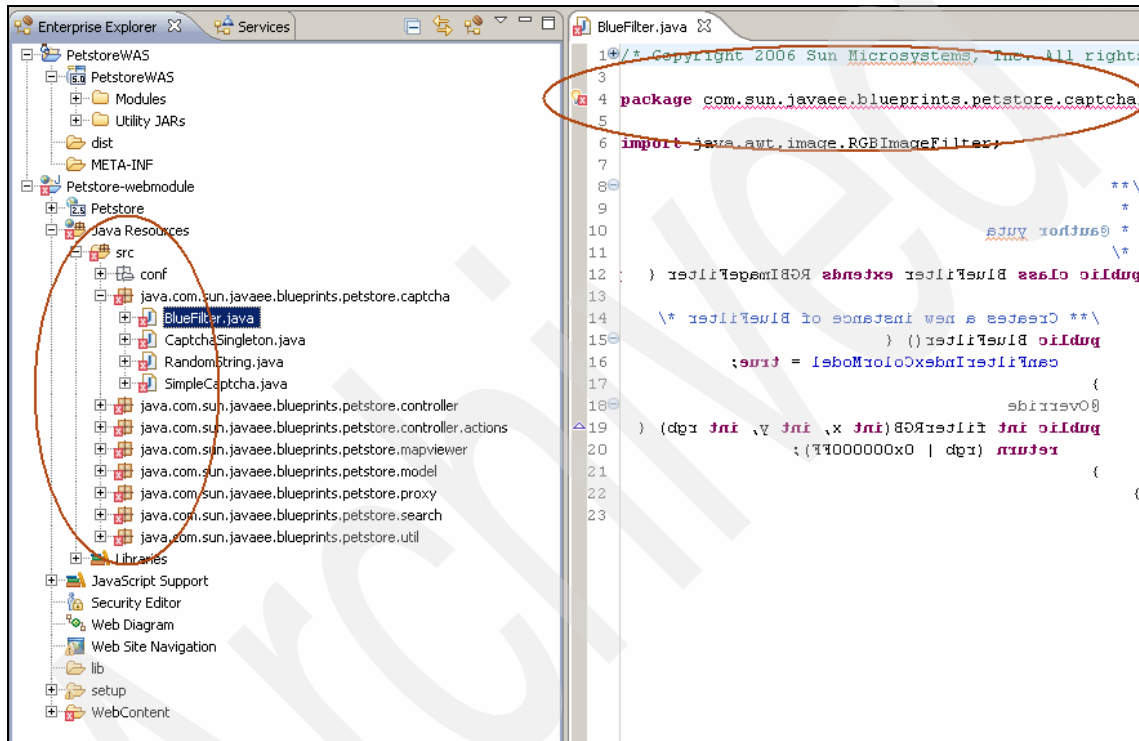 Enterprise Explorer
Services
PetstoreWAS
5.0 PetstoreWAS
Modules
Utility JARs
dist
META-INF
Petstore-webmodule
2.5 Petstore
Java Resources
src
conf
java.com.sun.javaee.blueprints.petstore.captcha
BlueFilter.java
CaptchaSingleton.java
RandomString.java
SimpleCaptcha.java
java.com.sun.javaee.blueprints.petstore.controller
java.com.sun.javaee.blueprints.petstore.controller.actions
java.com.sun.javaee.blueprints.petstore.mapviewer
java.com.sun.javaee.blueprints.petstore.model
java.com.sun.javaee.blueprints.petstore.proxy
java.com.sun.javaee.blueprints.petstore.search
java.com.sun.javaee.blueprints.petstore.util
Libraries
JavaScript Support
Security Editor
Web Diagram
Web Site Navigation
lib
setup
WebContent
BlueFilter.java
1 /* Copyright 2006 Sun Microsystems, Inc. All rights
3
4 package com.sun.javaee.blueprints.petstore.captcha
5
6 import java.awt.image.RGBImageFilter;
7
8 /**
9 *
10 * @author yuta
11 */
12 public class BlueFilter extends RGBImageFilter {
13
14 /** Creates a new instance of BlueFilter */
15 public BlueFilter() {
16 canFilterIndexColorModel = true;
17 }
18 @Override
19 public int filterRGB(int x, int y, int rgb) {
20 return (rgb | 0x000000FF);
21 }
22 }
23
Archived